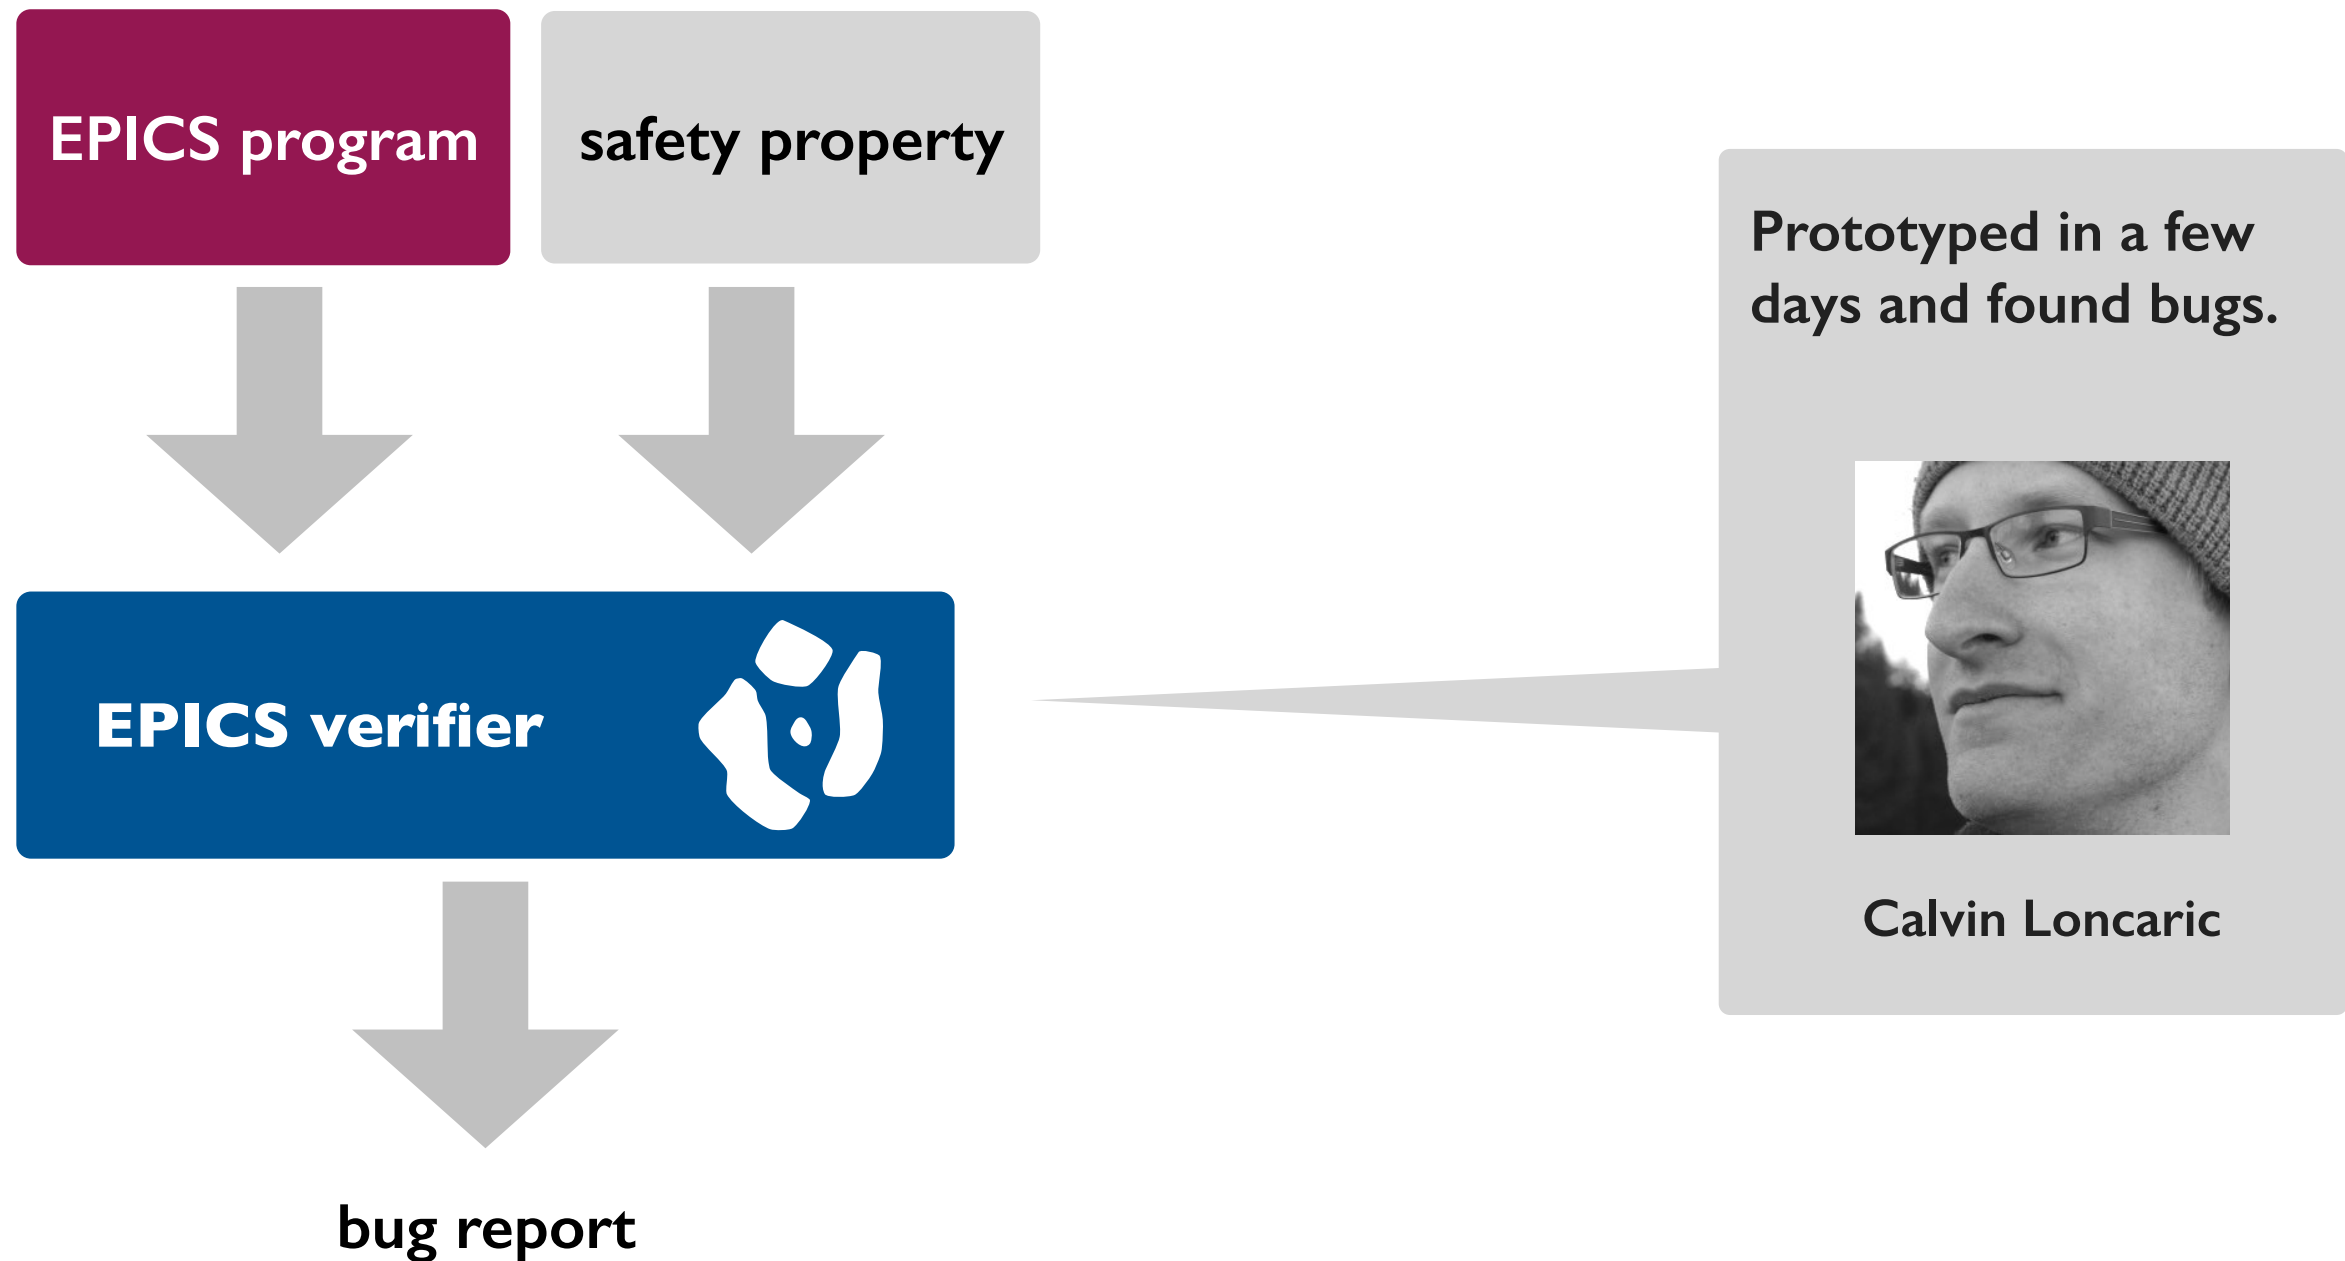 EPICS program
safety property
Prototyped in a few
days and found bugs.
EPICS verifier
Calvin Loncaric
bug report